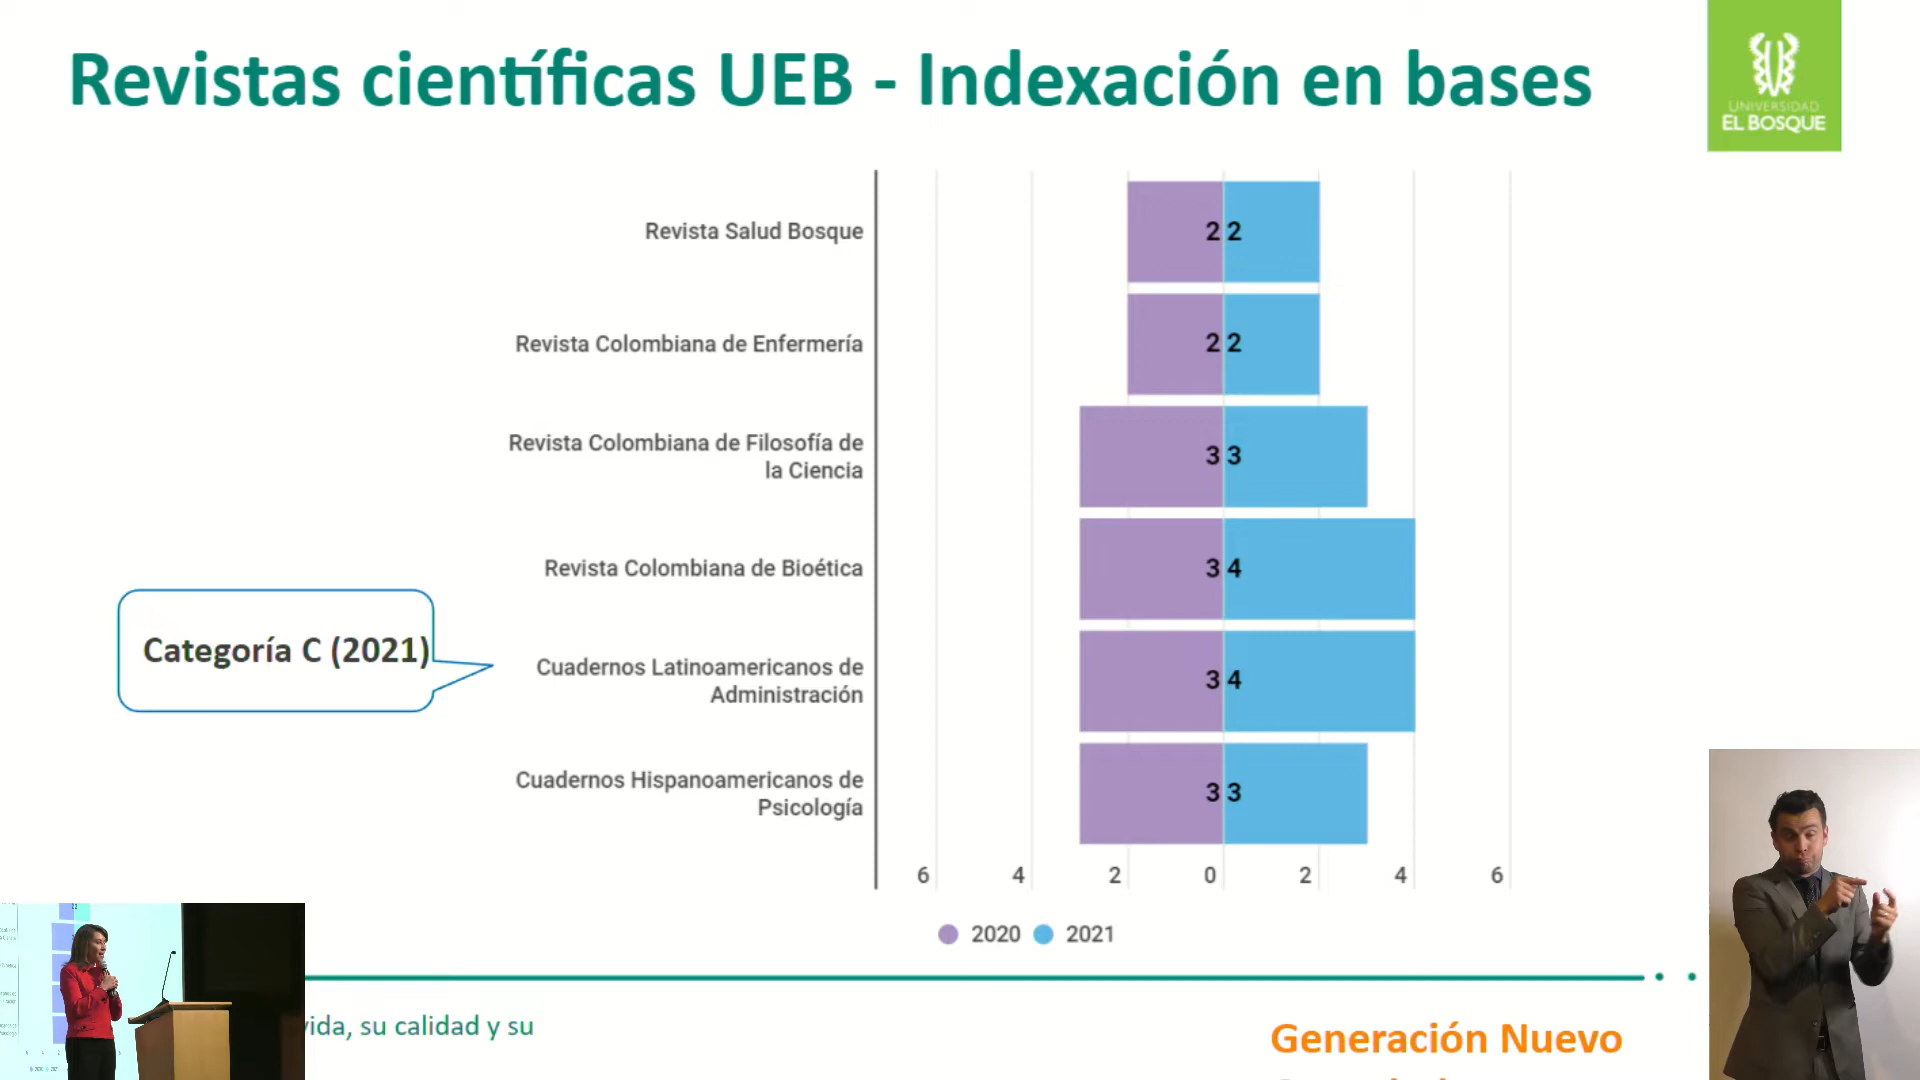 Revistas científicas UEB - Indexación en bases
UNIVERSIDAD
EL BOSQUE
Revista Salud Bosque
2 2
Revista Colombiana de Enfermería
2 2
Revista Colombiana de Filosofía de
la Ciencia
3 3
Revista Colombiana de Bioética
3 4
Categoría C (2021)
Cuadernos Latinoamericanos de
Administración
3 4
Cuadernos Hispanoamericanos de
Psicología
3 3
6 4 2 0 2 4 6
2020 2021
vida, su calidad y su
Generación Nuevo